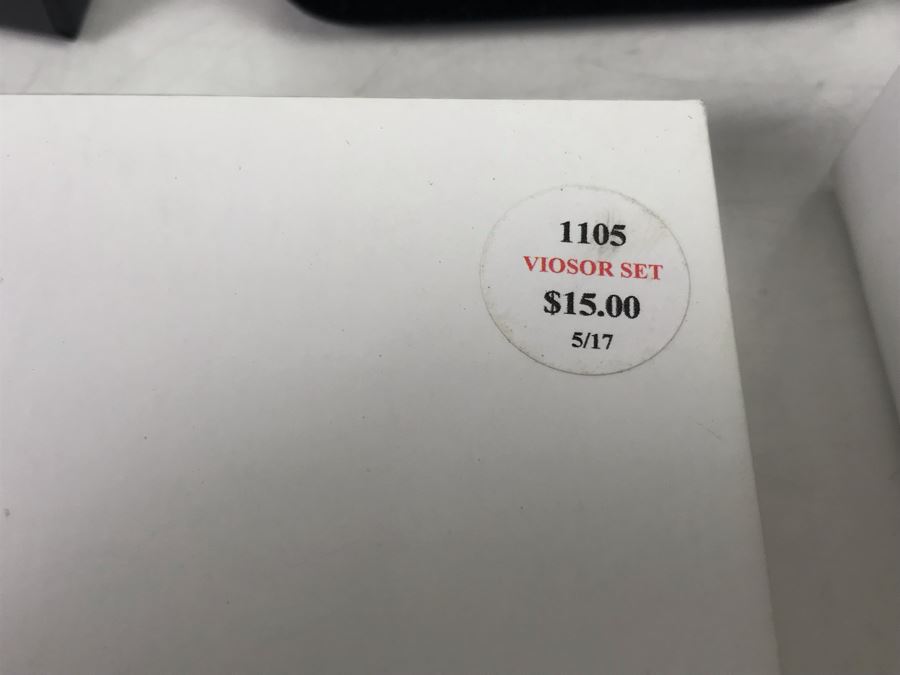 1105
VIOSOR SET
$15.00
5/17